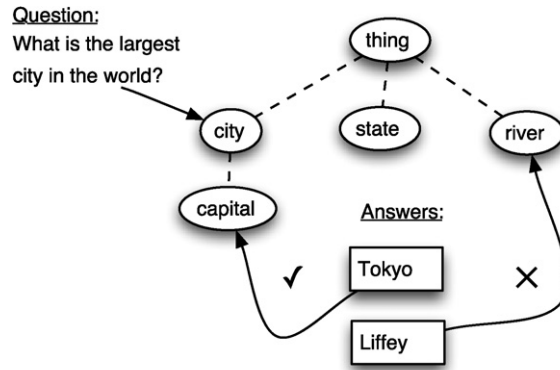 Question:
What is the largest
city in the world?
thing
city
state
river
capital
Answers:
Tokyo
Liffey